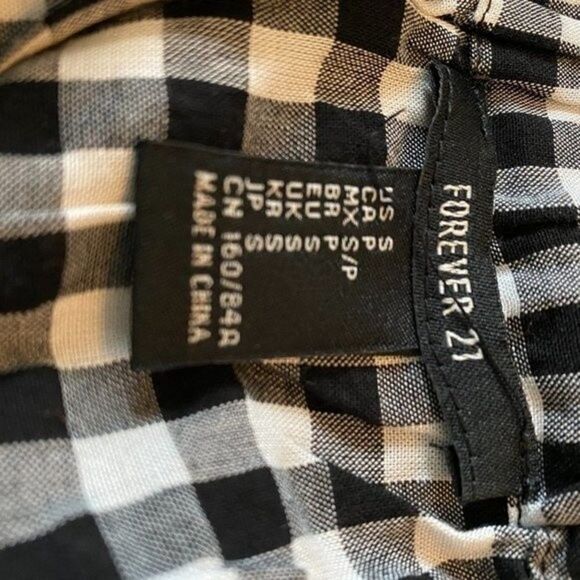 FOREVER 21
US S
CA P
MX S/P
BR P
EU S
UK S
KR S
JP S
CN 160/84A
MADE IN CHINA